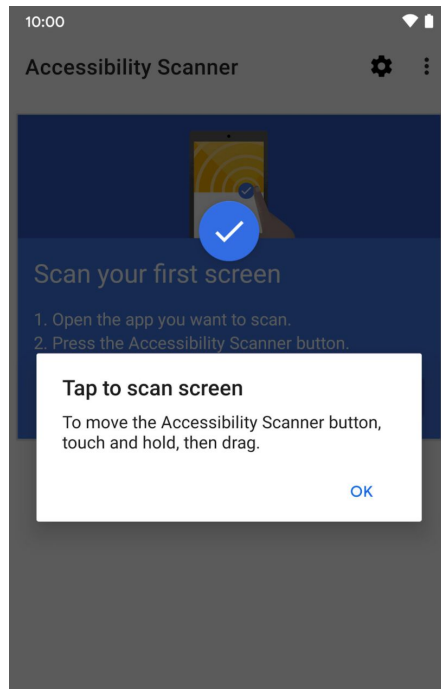 10:00
Accessibility Scanner
Scan your first screen
1. Open the app you want to scan.
2. Press the Accessibility Scanner button.
Tap to scan screen
To move the Accessibility Scanner button,
touch and hold, then drag.
OK